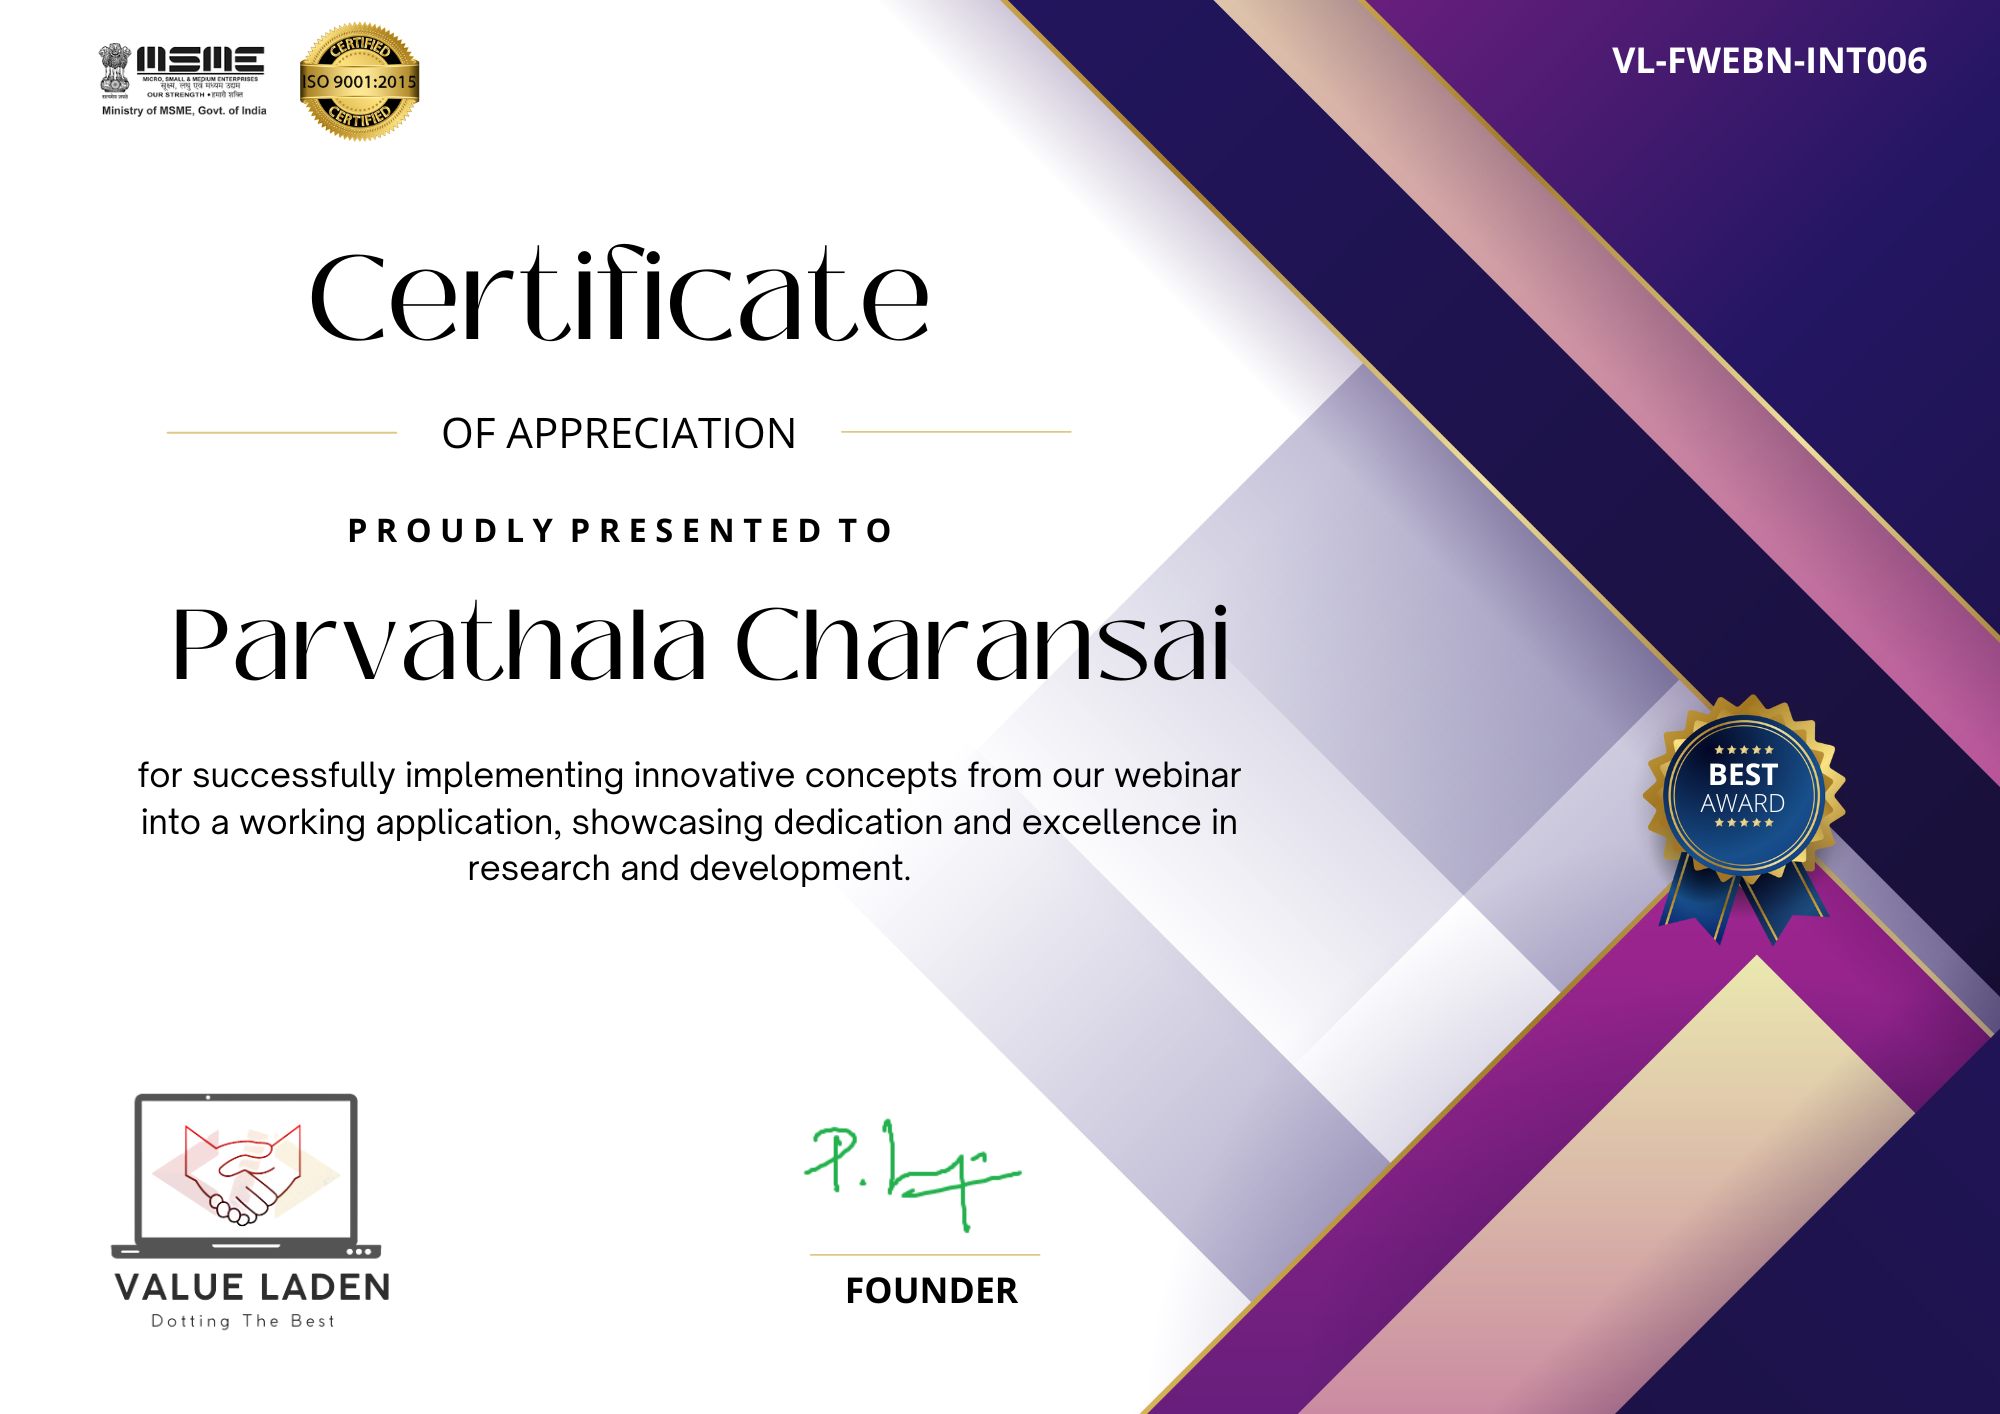 MSME
MICRO, SMALL & MEDIUM ENTERPRISES
सूक्ष्म, लघु एवं मध्यम उद्यम
OUR STRENGTH • हमारी शक्ति
Ministry of MSME, Govt. of India
CERTIFIED
ISO 9001:2015
CERTIFIED
VL-FWEBN-INT006
Certificate
OF APPRECIATION
PROUDLY PRESENTED TO
Parvathala Charansai
for successfully implementing innovative concepts from our webinar
into a working application, showcasing dedication and excellence in
research and development.
BEST
AWARD
VALUE LADEN
Dotting The Best
P.
FOUNDER